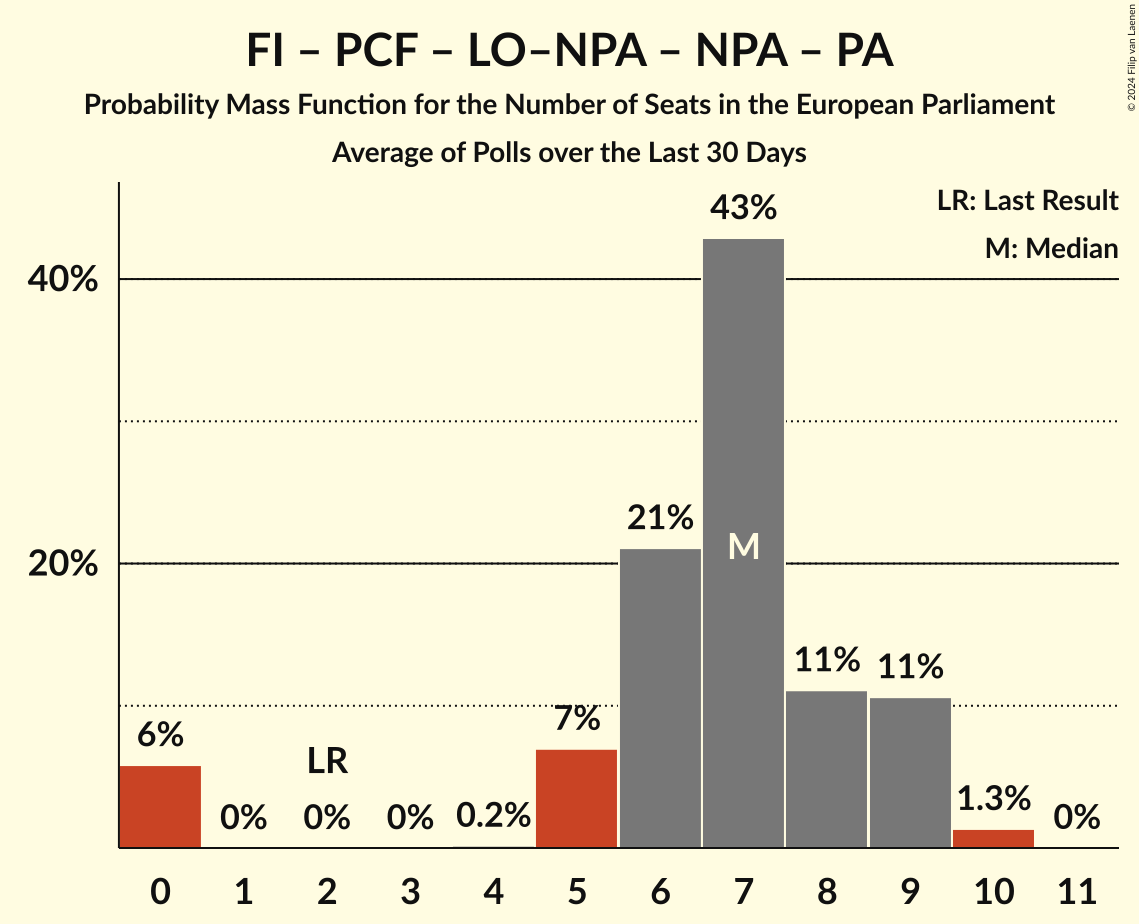 FI – PCF – LO–NPA – NPA – PA
Probability Mass Function for the Number of Seats in the European Parliament
Average of Polls over the Last 30 Days
© 2024 Filip van Laenen
LR: Last Result
M: Median
40%
20%
6%
0%
LR
0%
0%
0.2%
7%
21%
43%
M
11%
11%
1.3%
0%
0 1 2 3 4 5 6 7 8 9 10 11